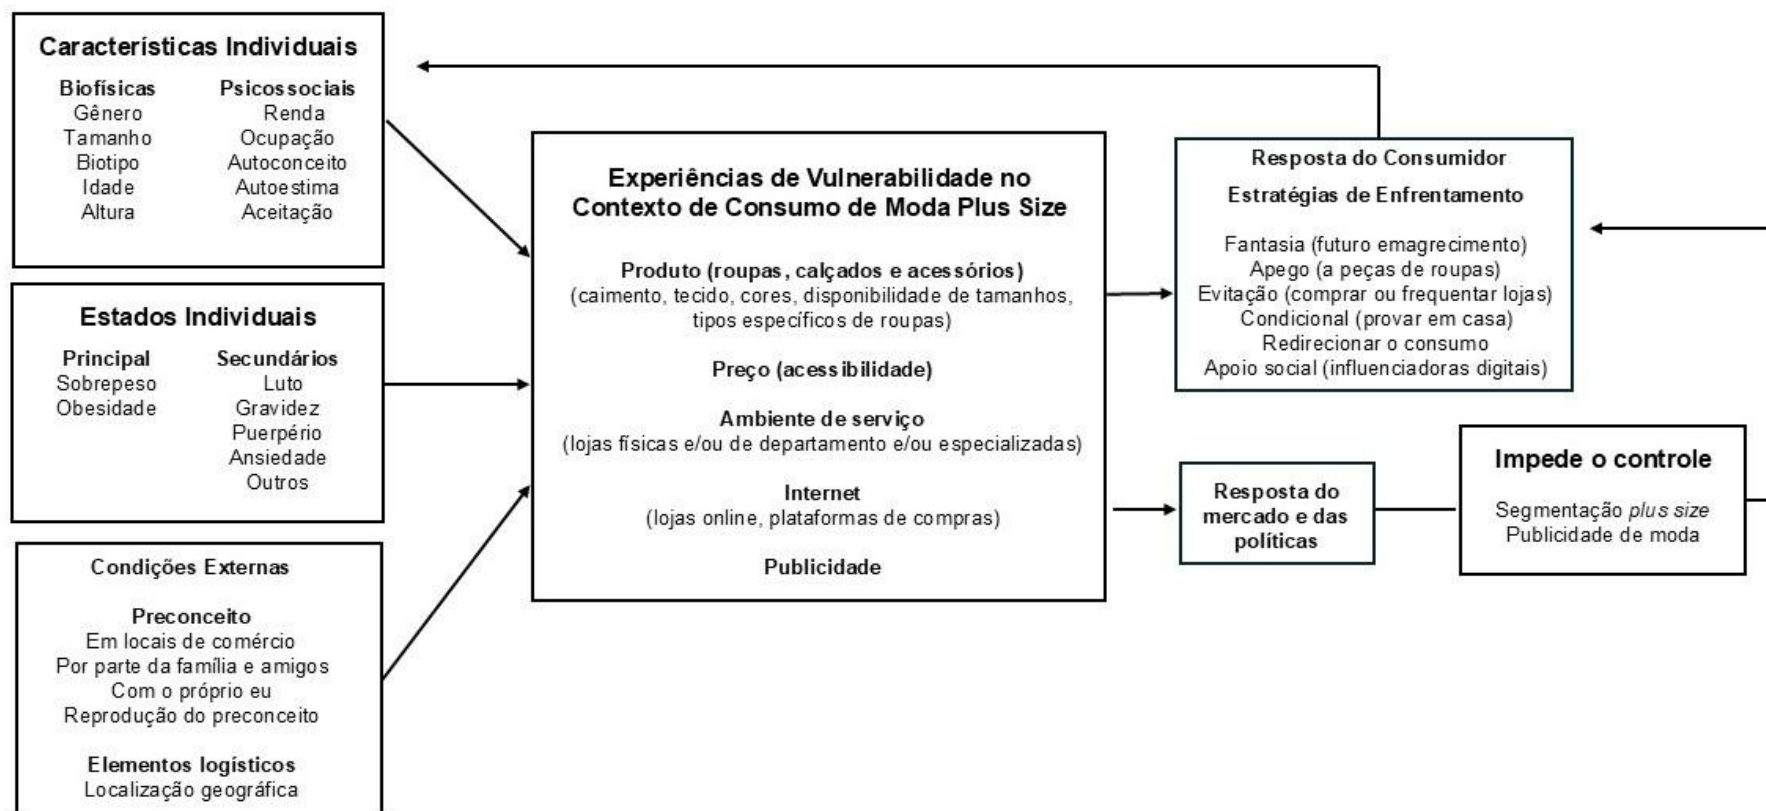 Características Individuais
Biofísicas
Gênero
Tamanho
Biotipo
Idade
Altura
Psicossociais
Renda
Ocupação
Autoconceito
Autoestima
Aceitação
Estados Individuais
Principal
Sobrepeso
Obesidade
Secundários
Luto
Gravidez
Puerpério
Ansiedade
Outros
Condições Externas
Preconceito
Em locais de comércio
Por parte da família e amigos
Com o próprio eu
Reprodução do preconceito
Elementos logísticos
Localização geográfica
Experiências de Vulnerabilidade no
Contexto de Consumo de Moda Plus Size
Produto (roupas, calçados e acessórios)
(caimento, tecido, cores, disponibilidade de tamanhos,
tipos específicos de roupas)
Preço (acessibilidade)
Ambiente de serviço
(lojas físicas e/ou de departamento e/ou especializadas)
Internet
(lojas online, plataformas de compras)
Publicidade
Resposta do Consumidor
Estratégias de Enfrentamento
Fantasia (futuro emagrecimento)
Apego (a peças de roupas)
Evitação (comprar ou frequentar lojas)
Condicional (provar em casa)
Redirecionar o consumo
Apoio social (influenciadoras digitais)
Resposta do
mercado e das
políticas
Impede o controle
Segmentação plus size
Publicidade de moda